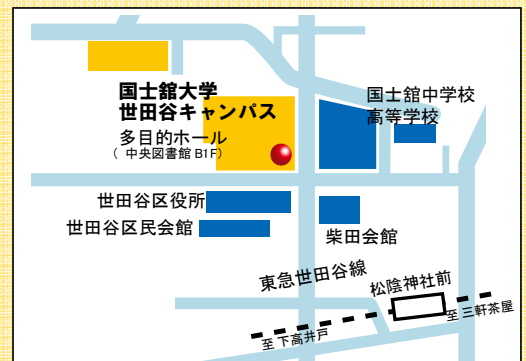 国士舘大学
世田谷キャンパス
多目的ホール
（中央図書館 B1F）
国士舘中学校
高等学校
世田谷区役所
世田谷区民会館
柴田会館
東急世田谷線
松陰神社前
至 三軒茶屋
至 下高井戸